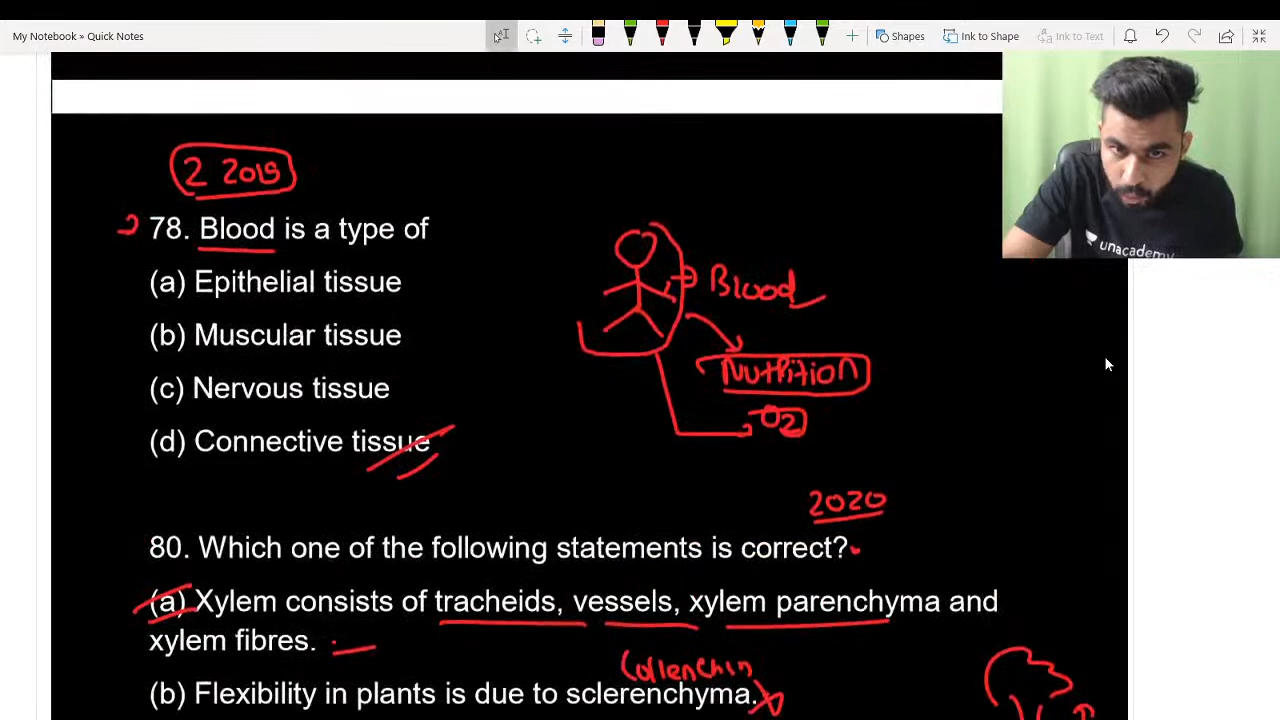 My Notebook » Quick Notes
Shapes
Ink to Shape
Ink to Text
unacademy
2 2019
78. Blood is a type of
(a) Epithelial tissue
(b) Muscular tissue
(c) Nervous tissue
(d) Connective tissue
Blood
Nutrition
O2
2020
80. Which one of the following statements is correct?
(a) Xylem consists of tracheids, vessels, xylem parenchyma and
xylem fibres.
Collenchym
(b) Flexibility in plants is due to sclerenchyma.